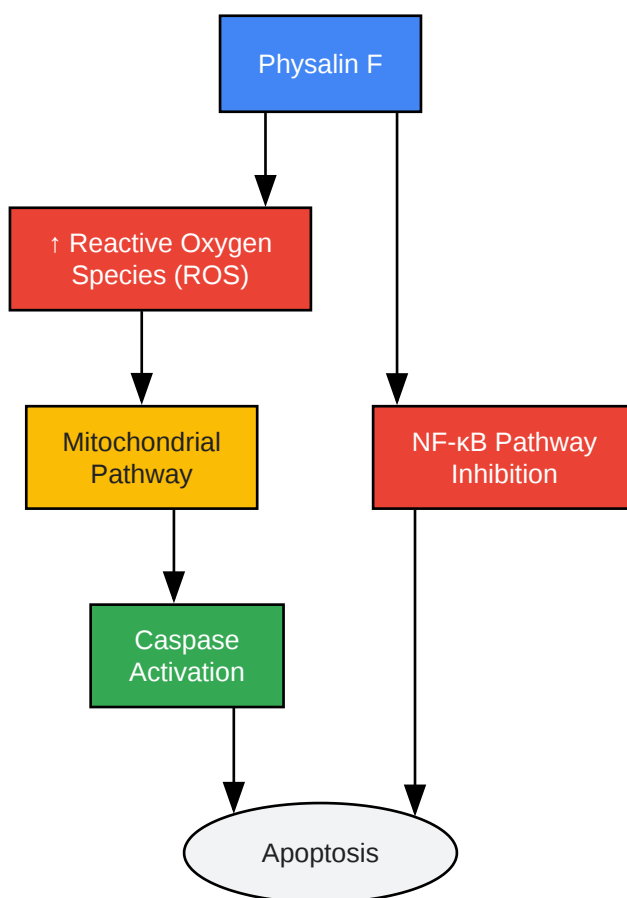 Physalin F
↑ Reactive Oxygen
Species (ROS)
Mitochondrial
Pathway
NF-κB Pathway
Inhibition
Caspase
Activation
Apoptosis